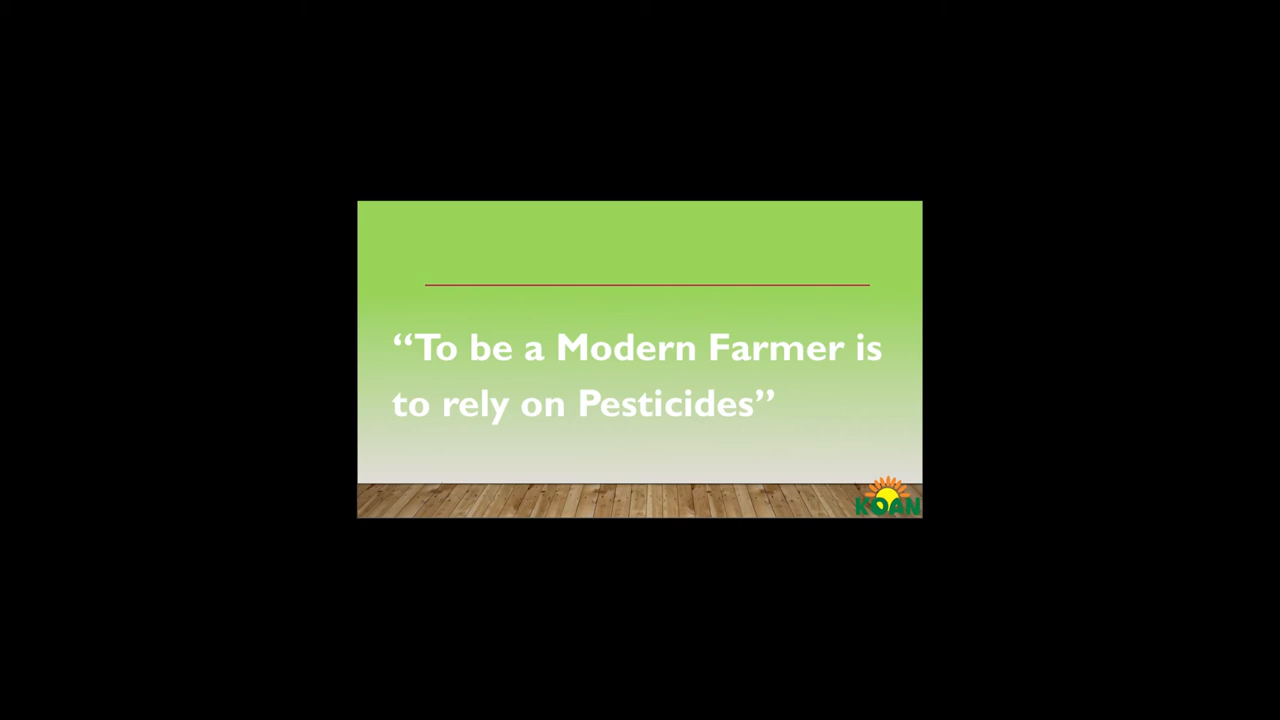 “To be a Modern Farmer is
to rely on Pesticides”
KOAN